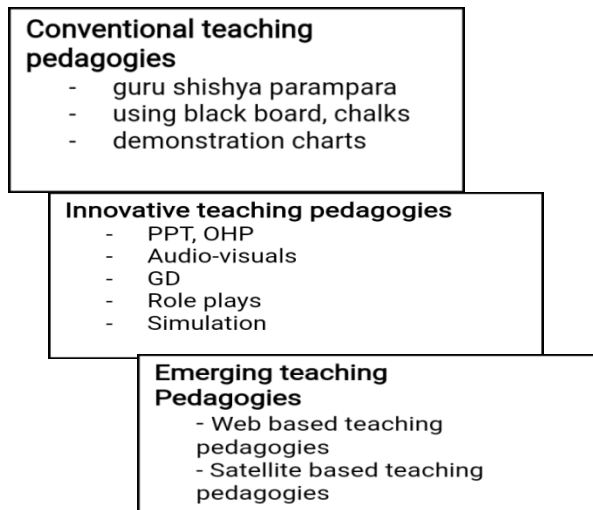 Conventional teaching
pedagogies
- guru shishya parampara
- using black board, chalks
- demonstration charts
Innovative teaching pedagogies
- PPT, OHP
- Audio-visuals
- GD
- Role plays
- Simulation
Emerging teaching
Pedagogies
- Web based teaching
pedagogies
- Satellite based teaching
pedagogies